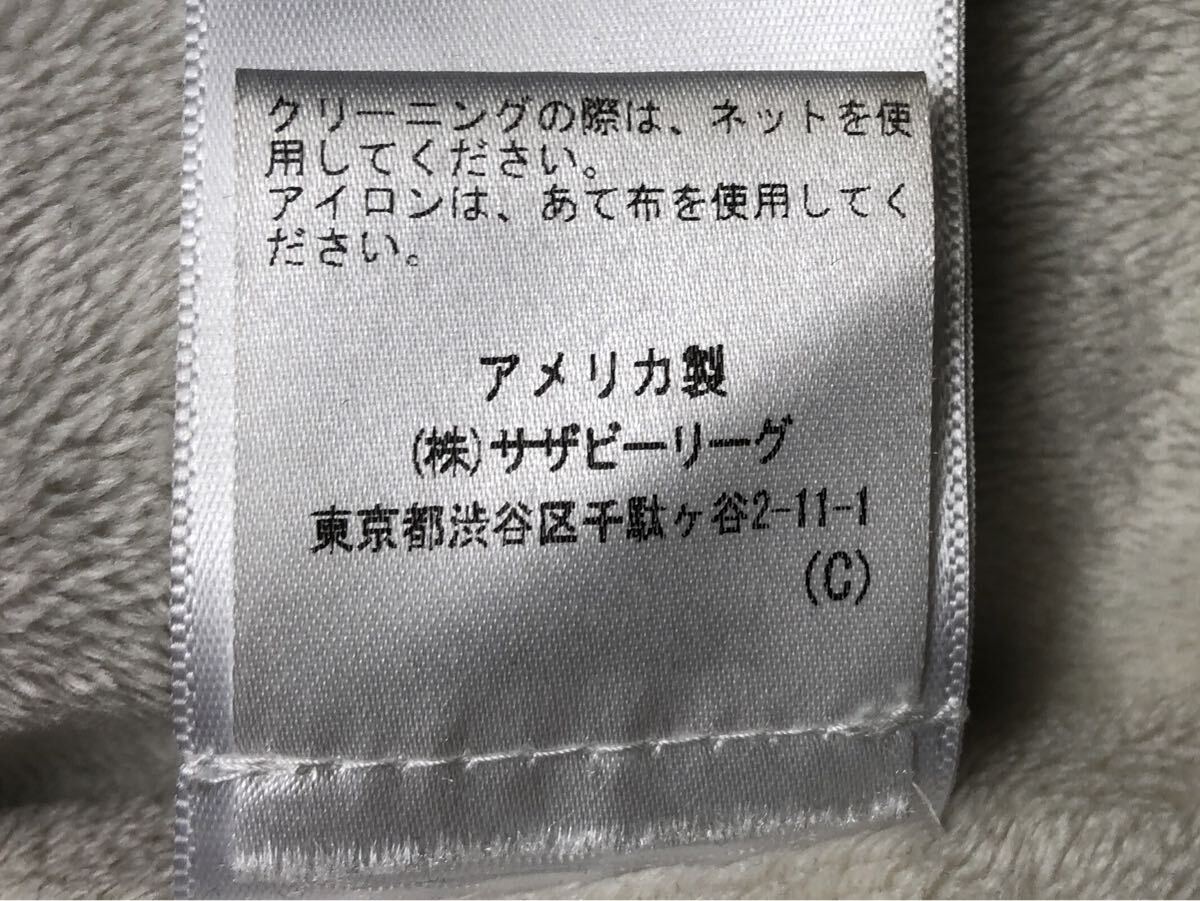 クリーニングの際は、ネットを使
用してください。
アイロンは、あて布を使用してく
ださい。
アメリカ製
(株)サザビーリーグ
東京都渋谷区千駄ヶ谷2-11-1
(C)